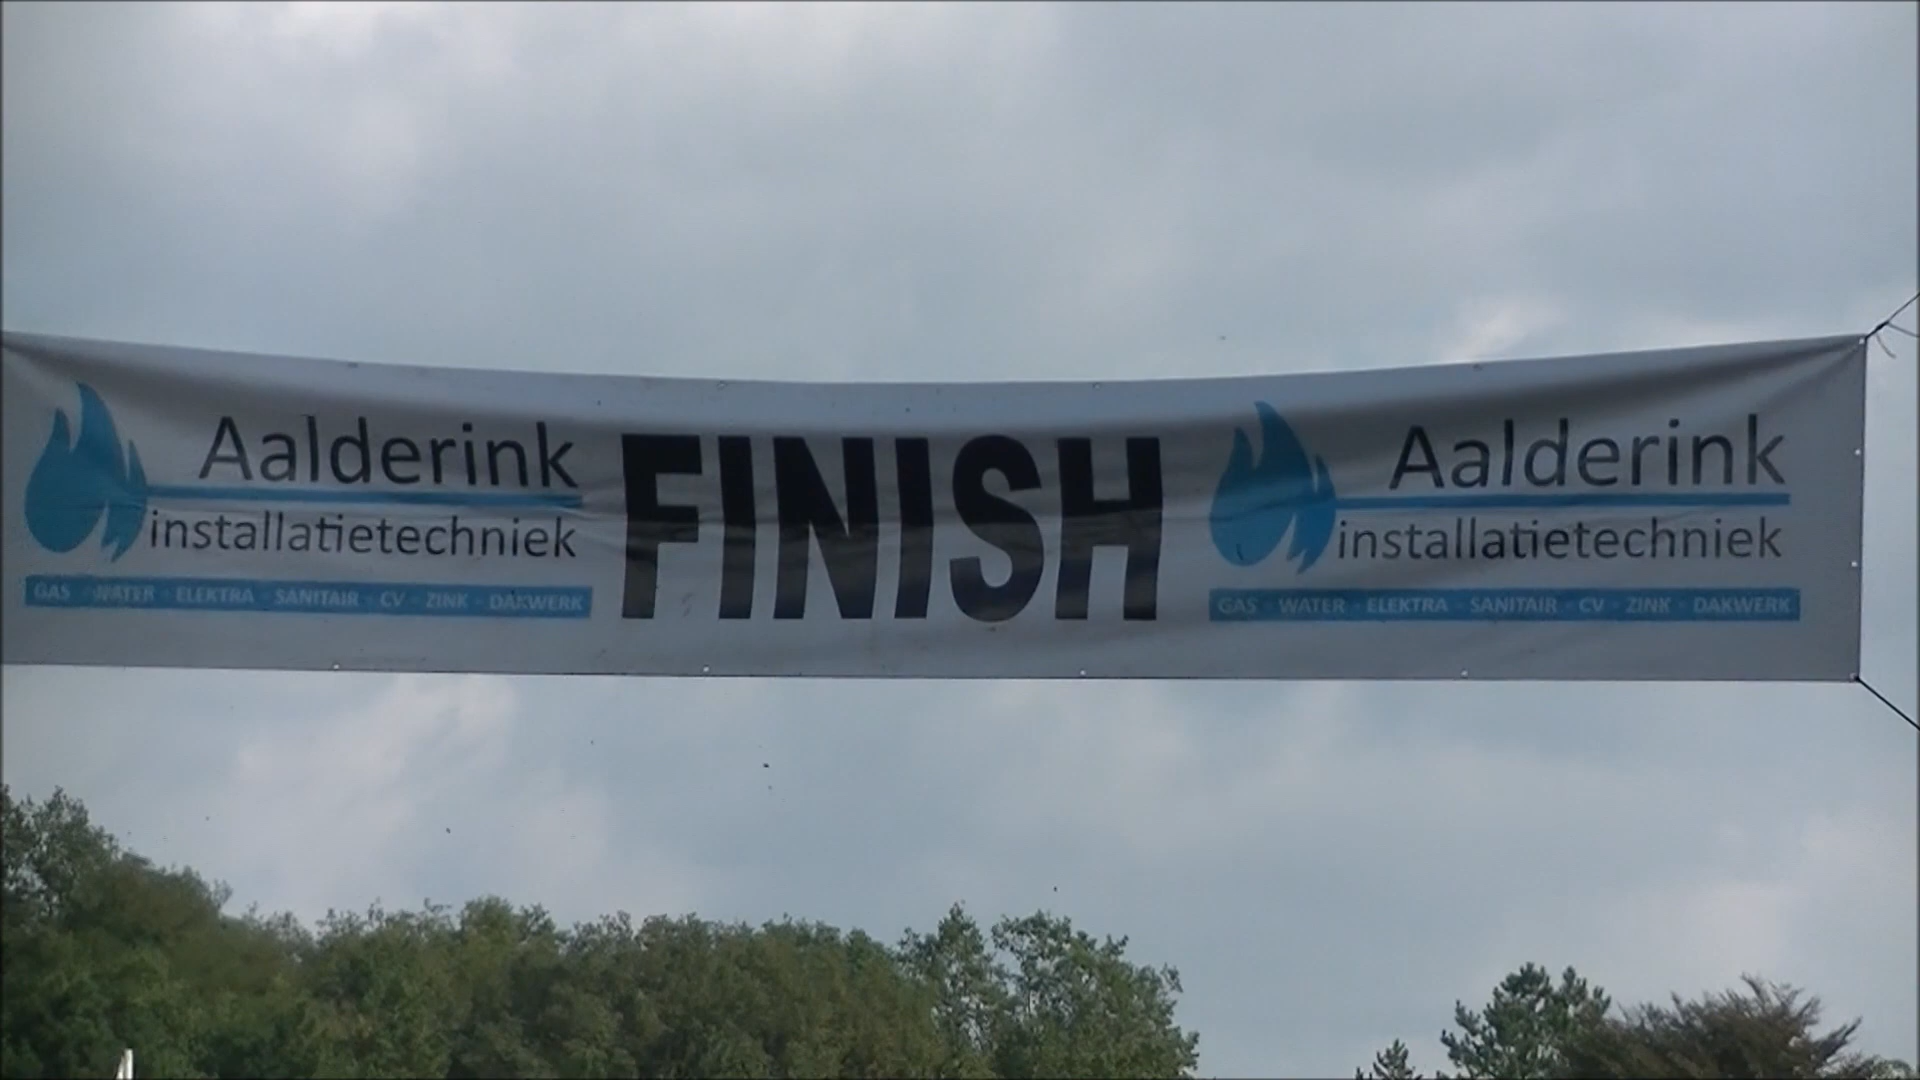 Aalderink
installatietechniek
GAS - WATER - ELEKTRA - SANITAIR - CV - ZINK - DAKWERK
FINISH
Aalderink
installatietechniek
GAS - WATER - ELEKTRA - SANITAIR - CV - ZINK - DAKWERK